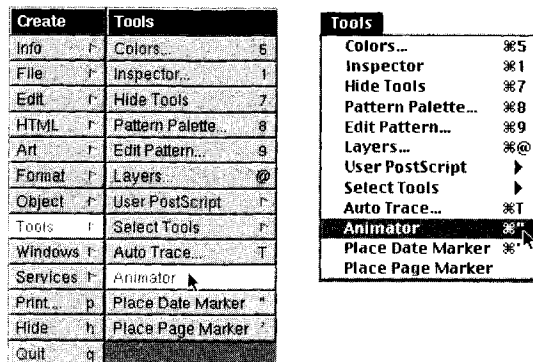 Create
Info
File
Edit
HTML
Art
Format
Object
Tools
Windows
Services
Print... p
Hide h
Quit q
Tools
Colors... 5
Inspector... 1
Hide Tools 7
Pattern Palette... 8
Edit Pattern... 9
Layers... @
User PostScript
Select Tools
Auto Trace... T
Animator
Place Date Marker "
Place Page Marker '
Tools
Colors... ⌘5
Inspector ⌘1
Hide Tools ⌘7
Pattern Palette... ⌘8
Edit Pattern... ⌘9
Layers... ⌘@
User PostScript
Select Tools
Auto Trace... ⌘T
Animator ⌘"
Place Date Marker ⌘"
Place Page Marker